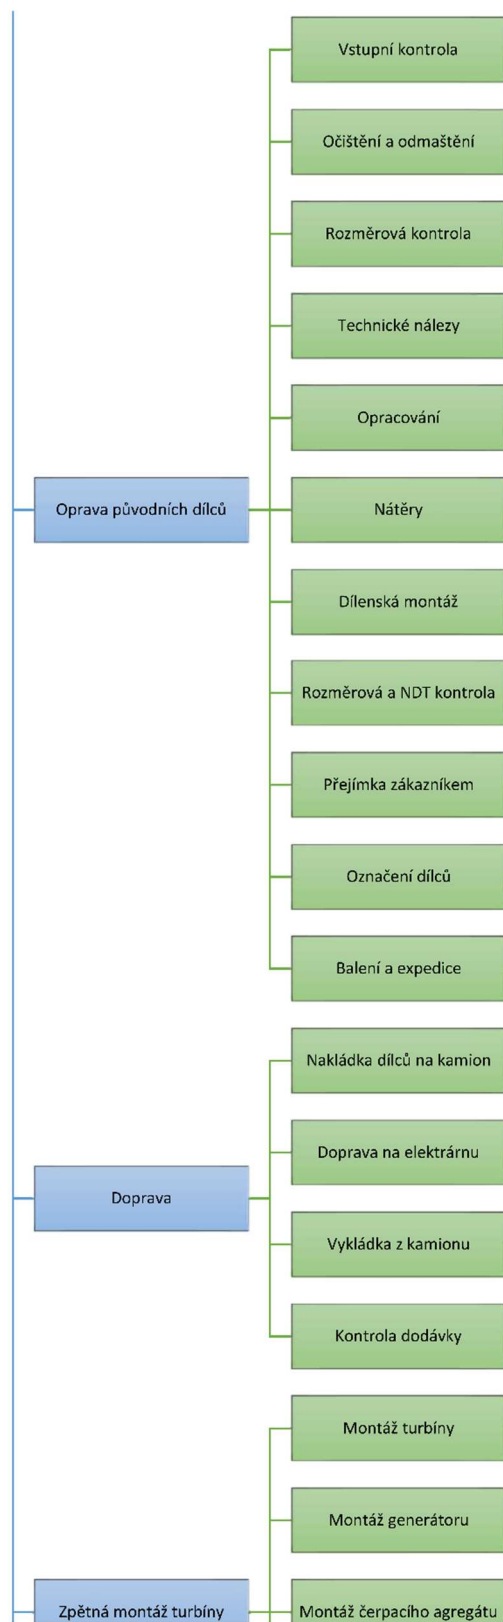 Vstupní kontrola
Očištění a odmaštění
Rozměrová kontrola
Technické nálezy
Opracování
Oprava původních dílců
Nátěry
Dílenská montáž
Rozměrová a NDT kontrola
Přejímka zákazníkem
Označení dílců
Balení a expedice
Nakládka dílců na kamion
Doprava na elektrárnu
Doprava
Vykládka z kamionu
Kontrola dodávky
Montáž turbíny
Montáž generátoru
Zpětná montáž turbíny
Montáž čerpacího agregátu